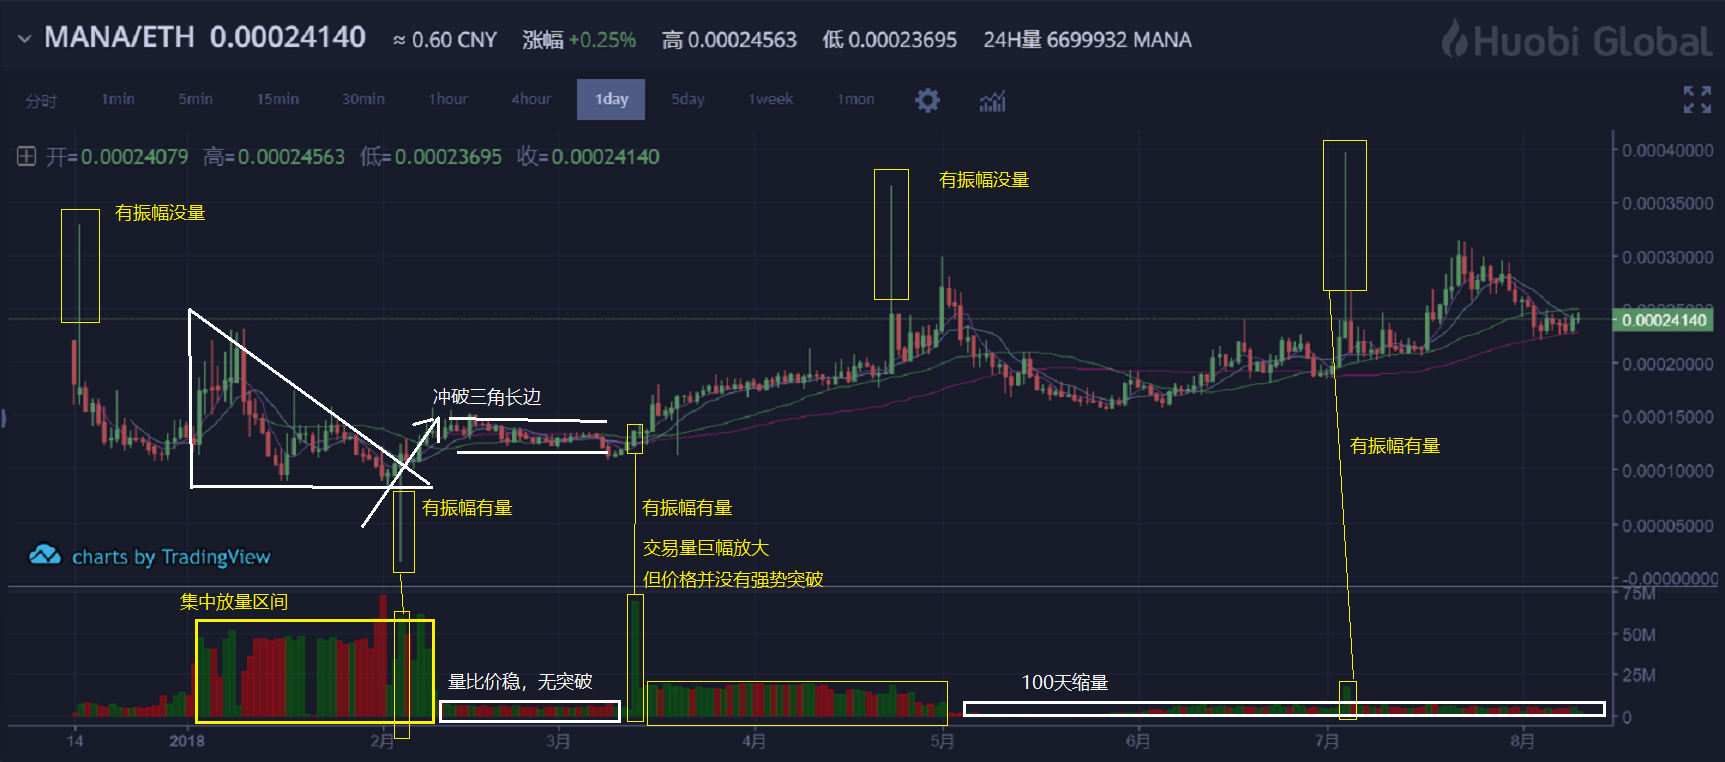 MANA/ETH 0.00024140 ≈ 0.60 CNY 涨幅 +0.25% 高 0.00024563 低 0.00023695 24H量 6699932 MANA Huobi Global
分时 1min 5min 15min 30min 1hour 4hour 1day 5day 1week 1mon
开=0.00024079 高=0.00024563 低=0.00023695 收=0.00024140
0.00040000
有振幅没量
0.00035000
有振幅没量
0.00030000
0.00024140
0.00020000
冲破三角长边
0.00015000
有振幅有量
0.00010000
有振幅有量
有振幅有量
0.00005000
交易量巨幅放大
charts by TradingView
但价格并没有强势突破
-0.00000000
75M
集中放量区间
50M
25M
量比价稳，无突破
100天缩量
0
14 2018 2月 3月 4月 5月 6月 7月 8月